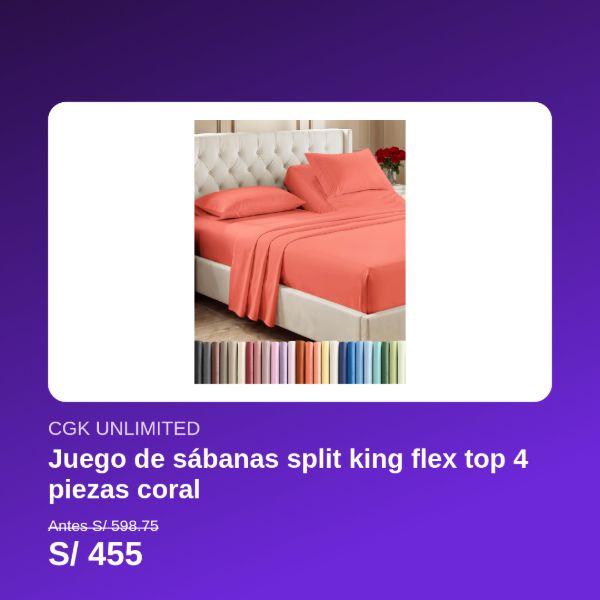 CGK UNLIMITED
Juego de sábanas split king flex top 4
piezas coral
Antes S/ 598.75
S/ 455